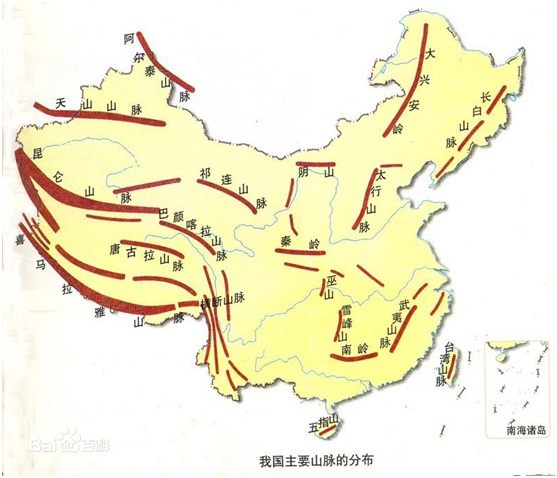 阿尔泰山脉
天山山脉
大兴安岭
长白山脉
昆仑山脉
祁连山脉
阴山
太行山脉
巴颜喀拉山脉
唐古拉山脉
秦岭
喜马拉雅山脉
横断山脉
巫山
雪峰山
武夷山脉
南岭
台湾山脉
五指山
南海诸岛
Bai百科
我国主要山脉的分布